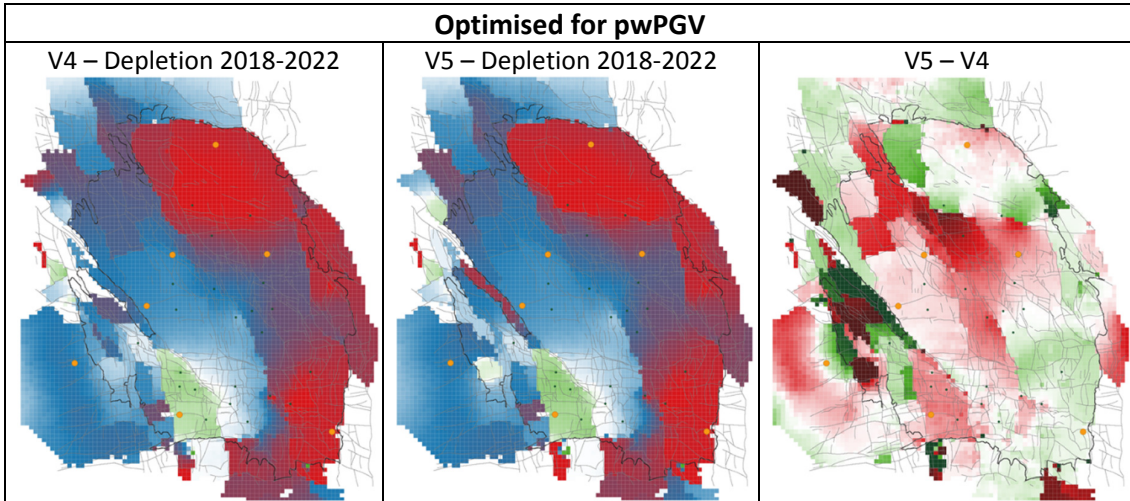 Optimised for pwPGV
V4 – Depletion 2018-2022
V5 – Depletion 2018-2022
V5 – V4